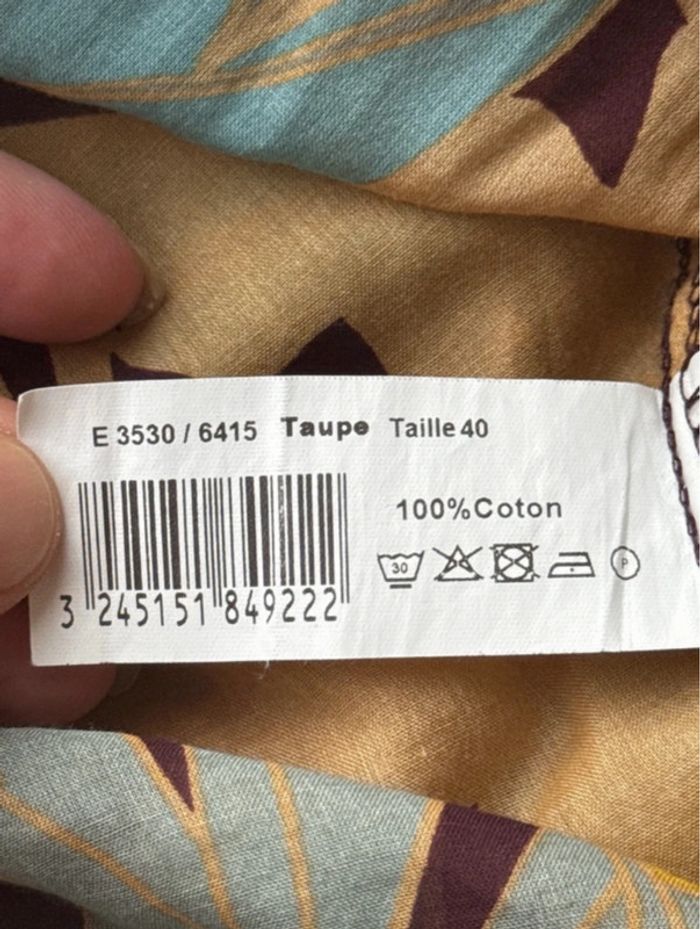 E 3530 / 6415 Taupe Taille 40
100%Coton
30 P
3 245151 849222